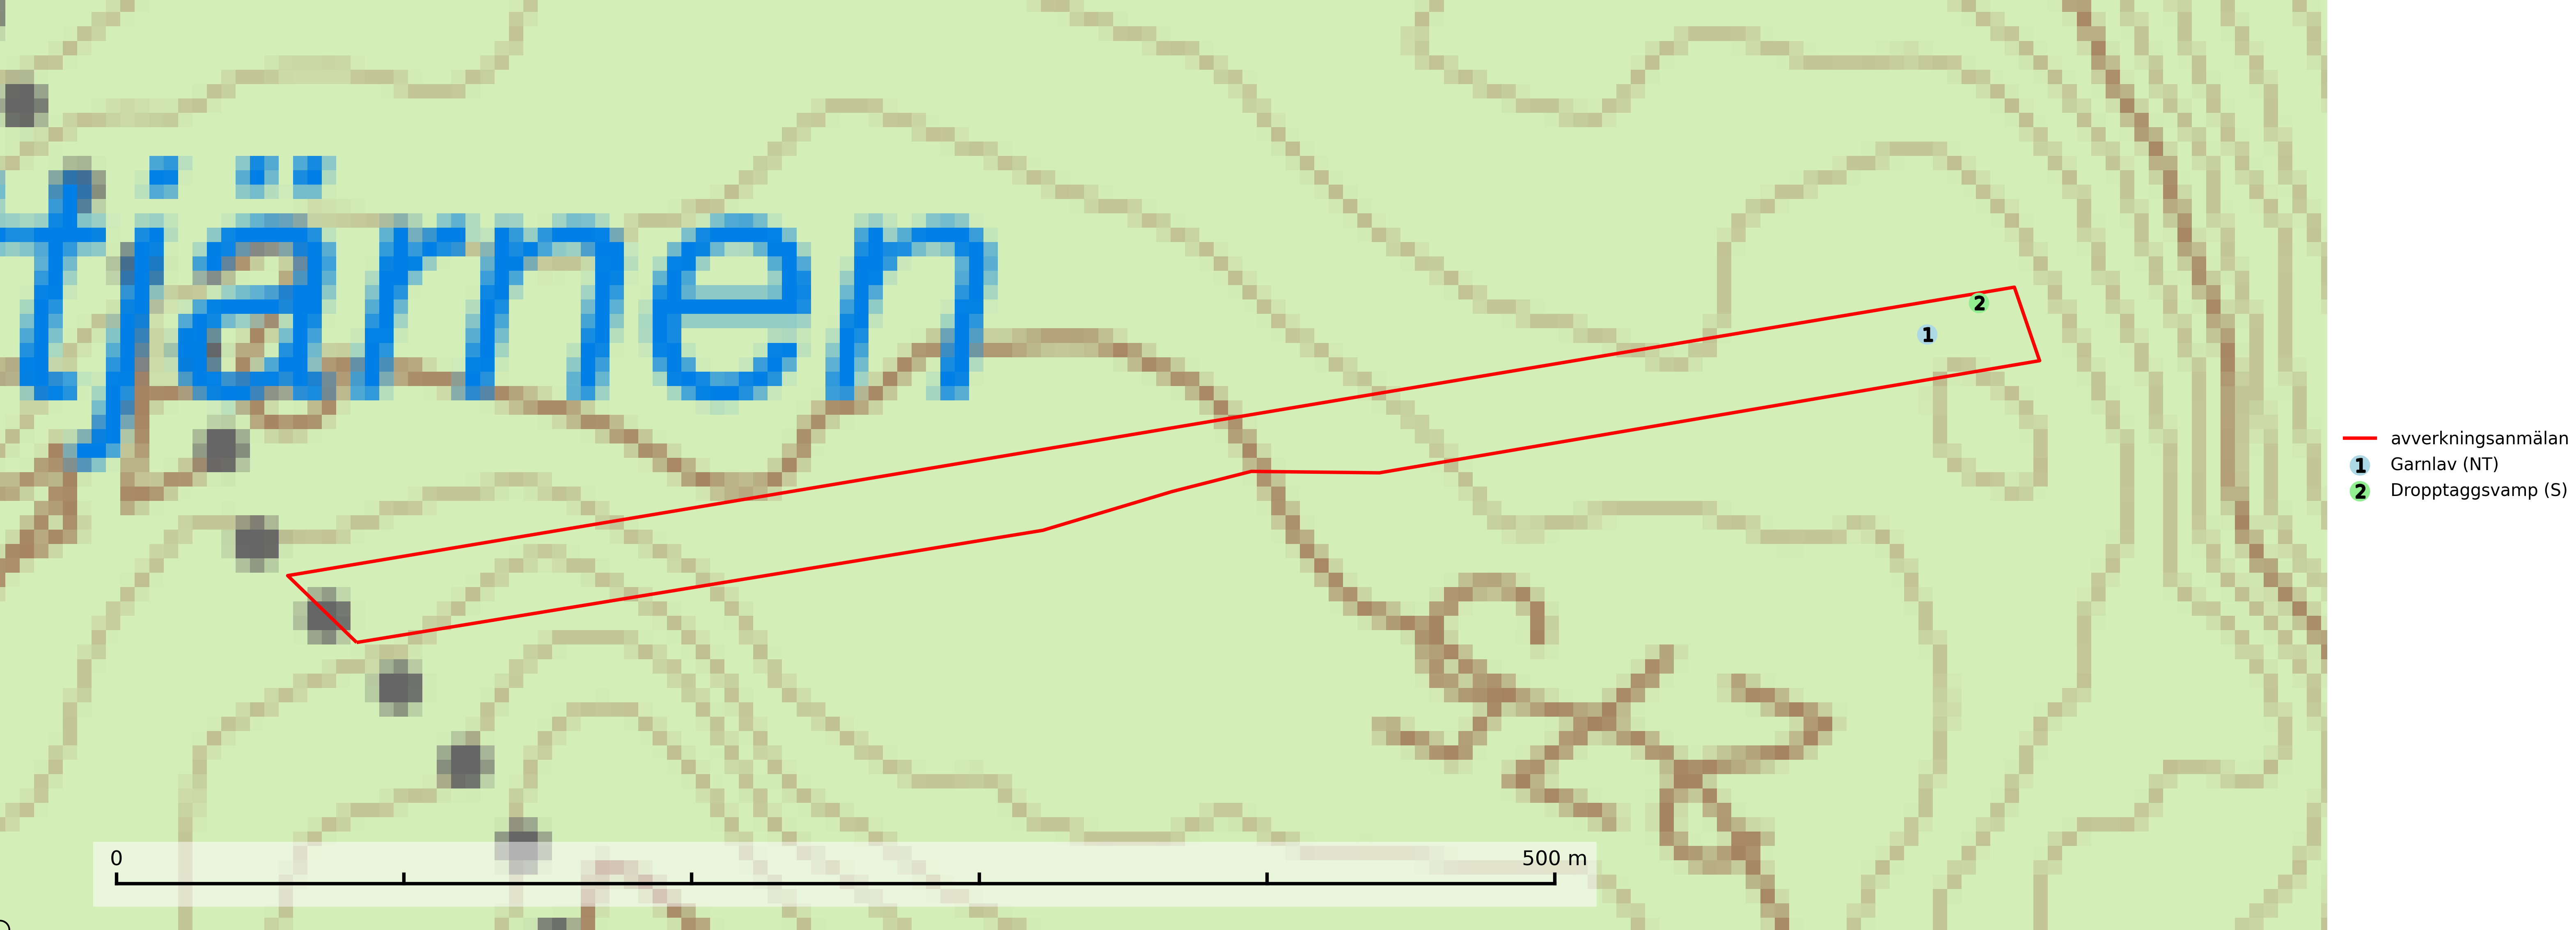 tjärnen
2
1
0
500 m
avverkningsanmälan
1 Garnlav (NT)
2 Dropptaggsvamp (S)